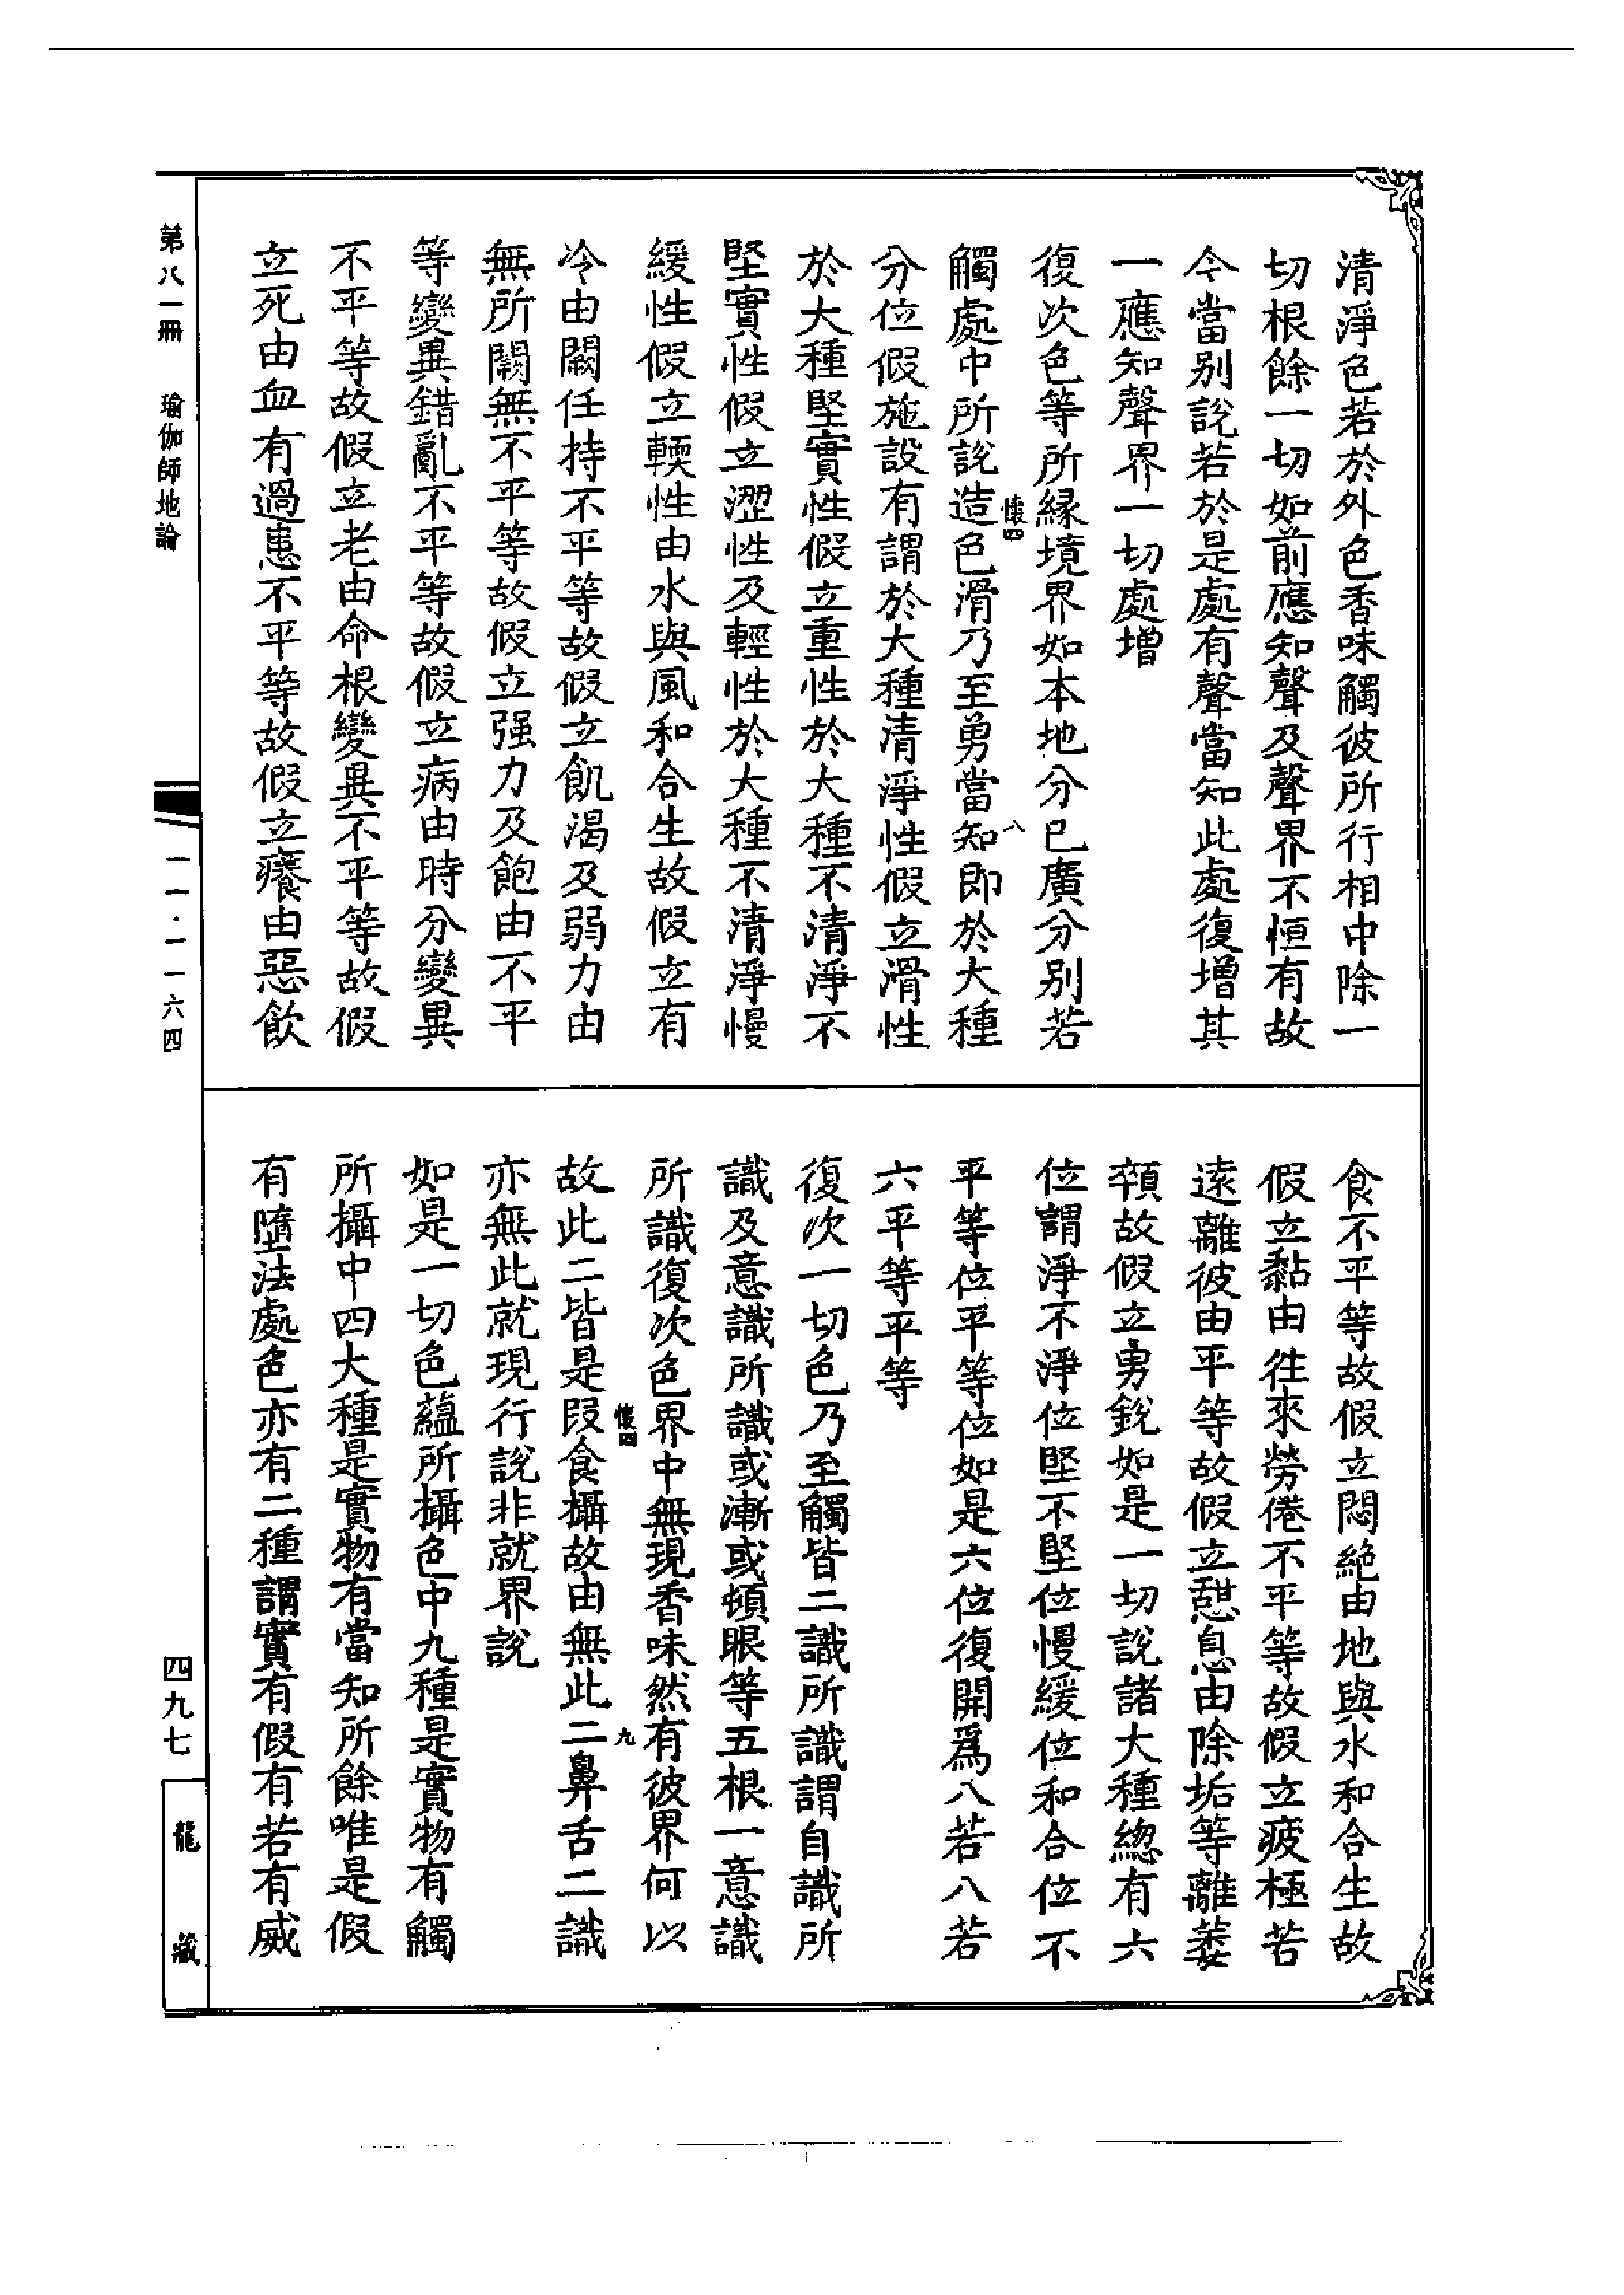 清淨色若於外色香味觸彼所行相中除一
切根餘一切如前應知聲及聲界不恒有故
今當別說若於是處有聲當知此處復增其
一應知聲界一切處增
復次色等所緣境界如本地分已廣分別若
懷四
八
觸處中所說造色滑乃至勇當知即於大種
分位假施設有謂於大種清淨性假立滑性
於大種堅實性假立重性於大種不清淨不
堅實性假立澀性及輕性於大種不清淨慢
緩性假立輭性由水與風和合生故假立有
冷由闕任持不平等故假立飢渴及弱力由
無所闕無不平等故假立强力及飽由不平
等變異錯亂不平等故假立病由時分變異
不平等故假立老由命根變異不平等故假
立死由血有過患不平等故假立癢由惡飲
食不平等故假立悶絕由地與水和合生故
假立黏由往來勞倦不平等故假立疲極若
遠離彼由平等故假立憩息由除垢等離萎
顇故假立勇銳如是一切說諸大種緫有六
位謂淨不淨位堅不堅位慢緩位和合位不
平等位平等位如是六位復開爲八若八若
六平等平等
復次一切色乃至觸皆二識所識謂自識所
識及意識所識或漸或頓眼等五根一意識
所識復次色界中無現香味然有彼界何以
懷四
九
故此二皆是段食攝故由無此二鼻舌二識
亦無此就現行說非就界說
如是一切色蘊所攝色中九種是實物有觸
所攝中四大種是實物有當知所餘唯是假
有墮法處色亦有二種謂實有假有若有威
第八一冊
瑜伽師地論
一一·一一六四
四九七
龍藏